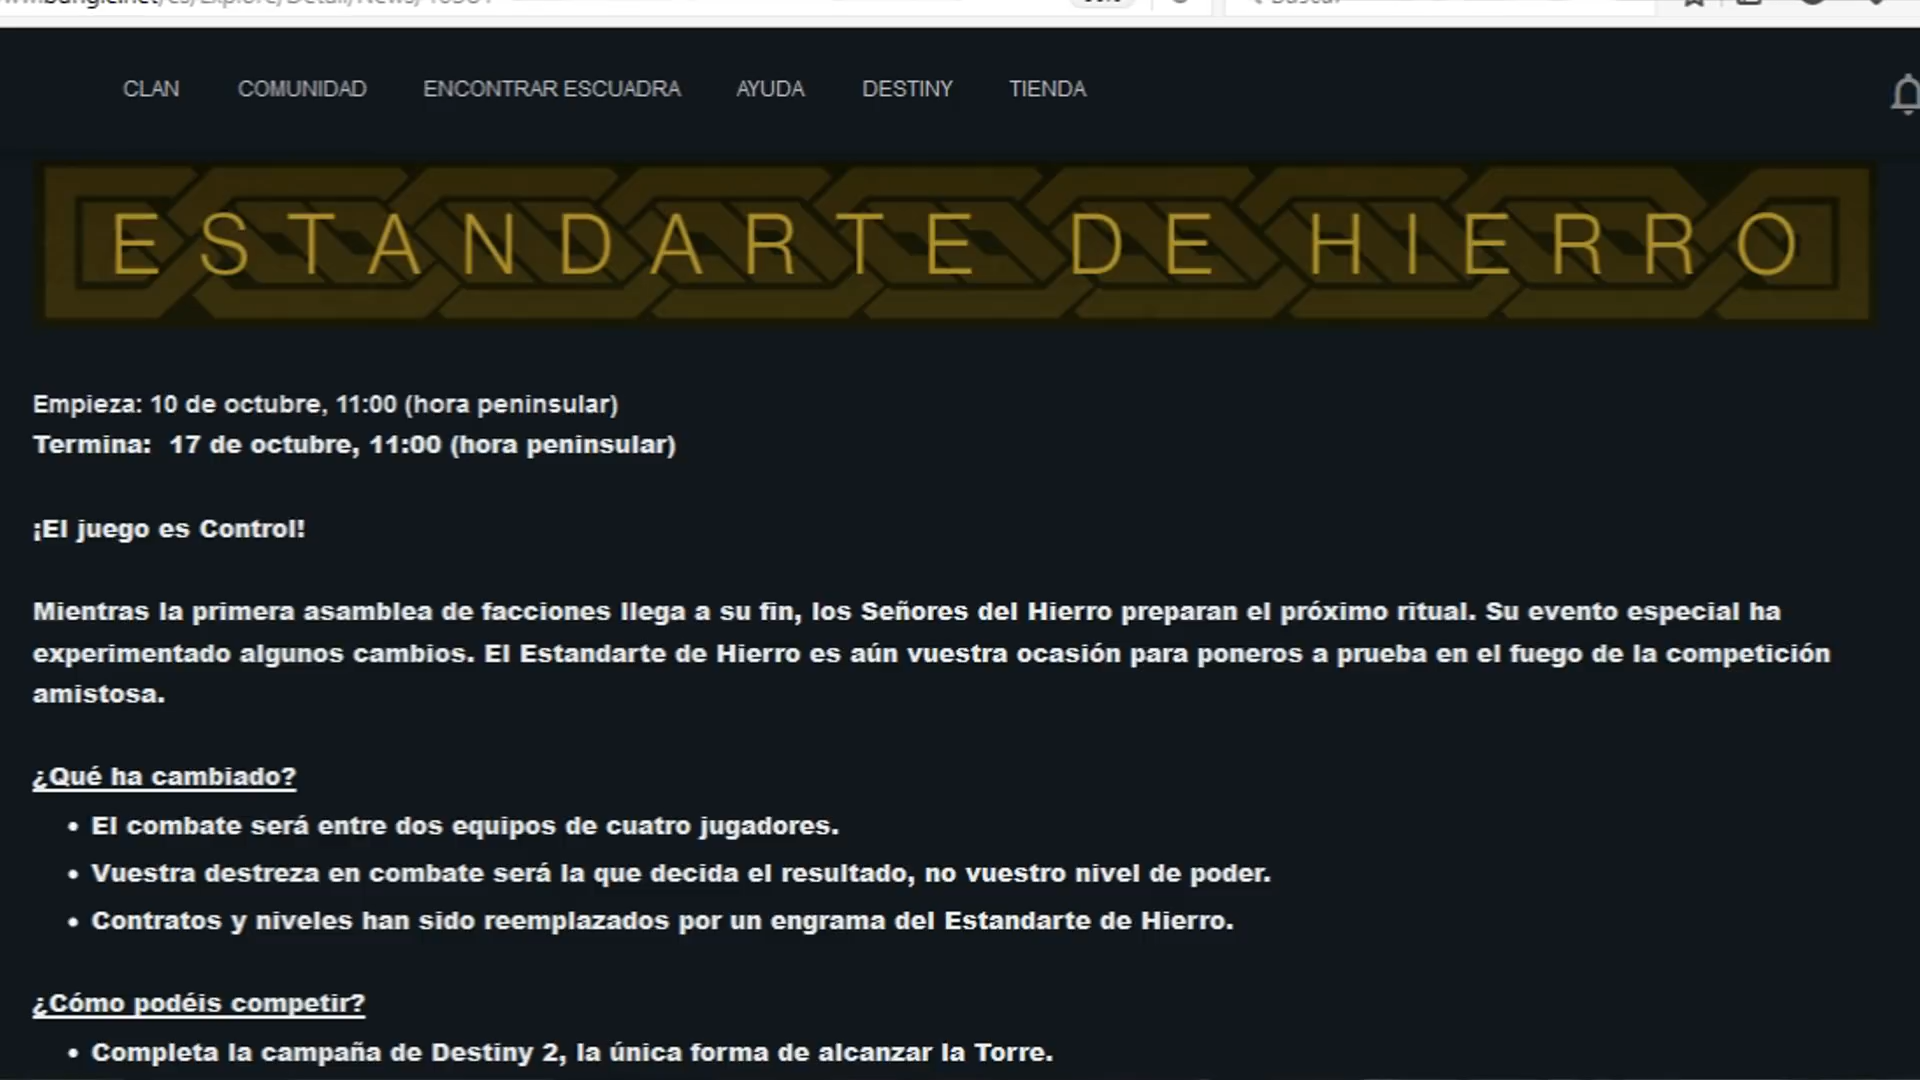 CLAN COMUNIDAD ENCONTRAR ESCUADRA AYUDA DESTINY TIENDA
ESTANDARTE DE HIERRO
Empieza: 10 de octubre, 11:00 (hora peninsular)
Termina: 17 de octubre, 11:00 (hora peninsular)
¡El juego es Control!
Mientras la primera asamblea de facciones llega a su fin, los Señores del Hierro preparan el próximo ritual. Su evento especial ha
experimentado algunos cambios. El Estandarte de Hierro es aún vuestra ocasión para poneros a prueba en el fuego de la competición
amistosa.
¿Qué ha cambiado?
• El combate será entre dos equipos de cuatro jugadores.
• Vuestra destreza en combate será la que decida el resultado, no vuestro nivel de poder.
• Contratos y niveles han sido reemplazados por un engrama del Estandarte de Hierro.
¿Cómo podéis competir?
• Completa la campaña de Destiny 2, la única forma de alcanzar la Torre.